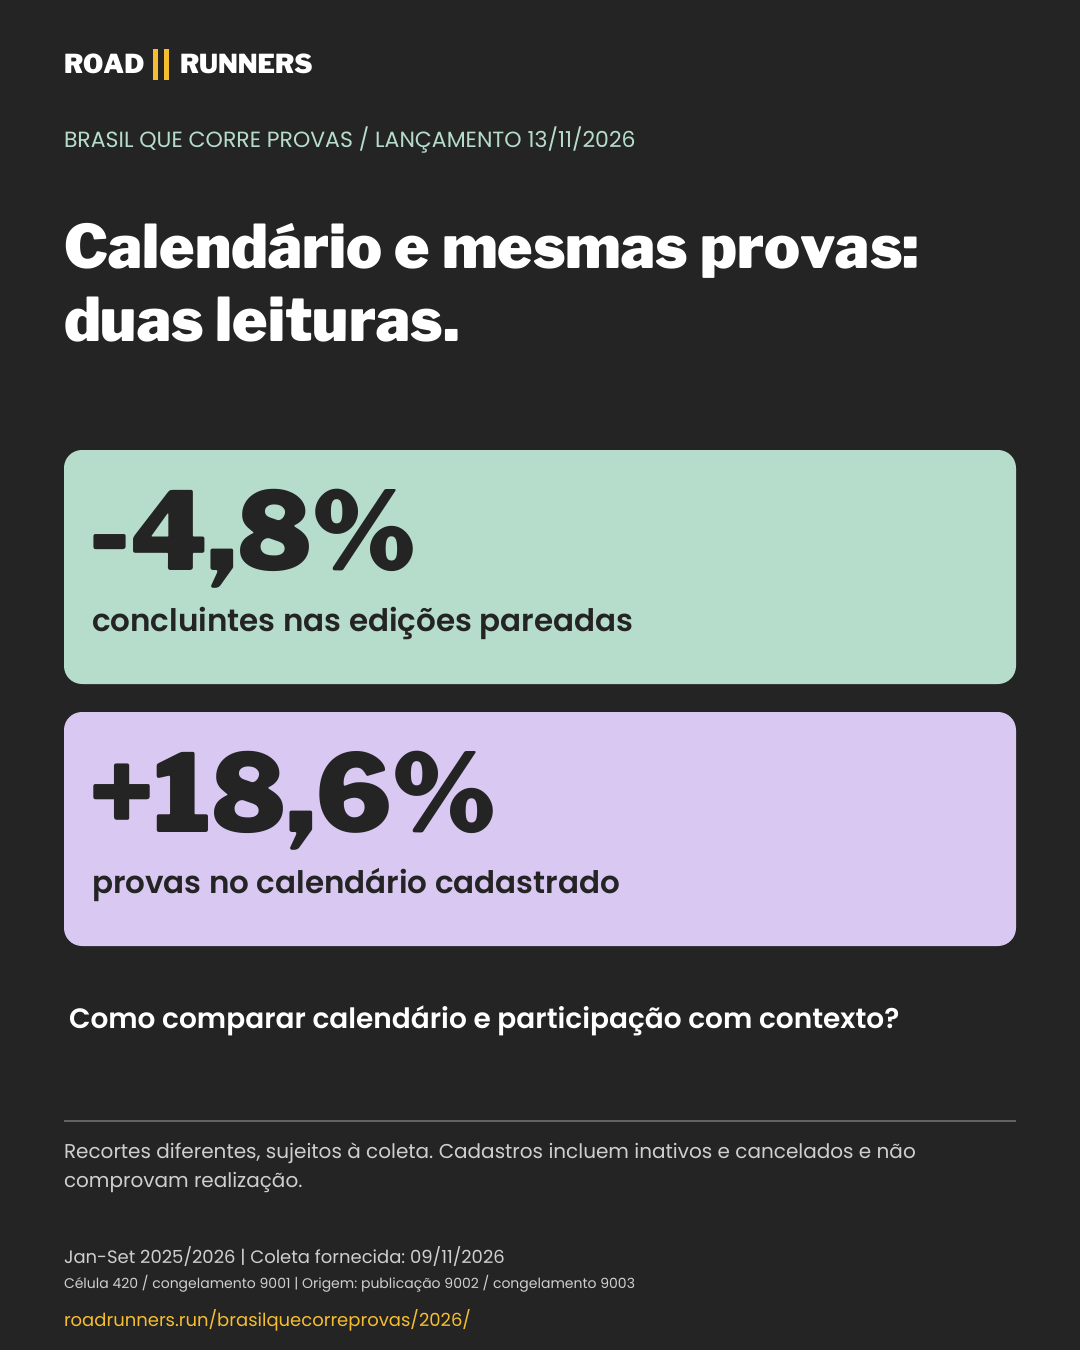 ROAD || RUNNERS
BRASIL QUE CORRE PROVAS / LANÇAMENTO 13/11/2026
Calendário e mesmas provas:
duas leituras.
-4,8%
concluintes nas edições pareadas
+18,6%
provas no calendário cadastrado
Como comparar calendário e participação com contexto?
Recortes diferentes, sujeitos à coleta. Cadastros incluem inativos e cancelados e não
comprovam realização.
Jan-Set 2025/2026 | Coleta fornecida: 09/11/2026
Célula 420 / congelamento 9001 | Origem: publicação 9002 / congelamento 9003
roadrunners.run/brasilquecorreprovas/2026/